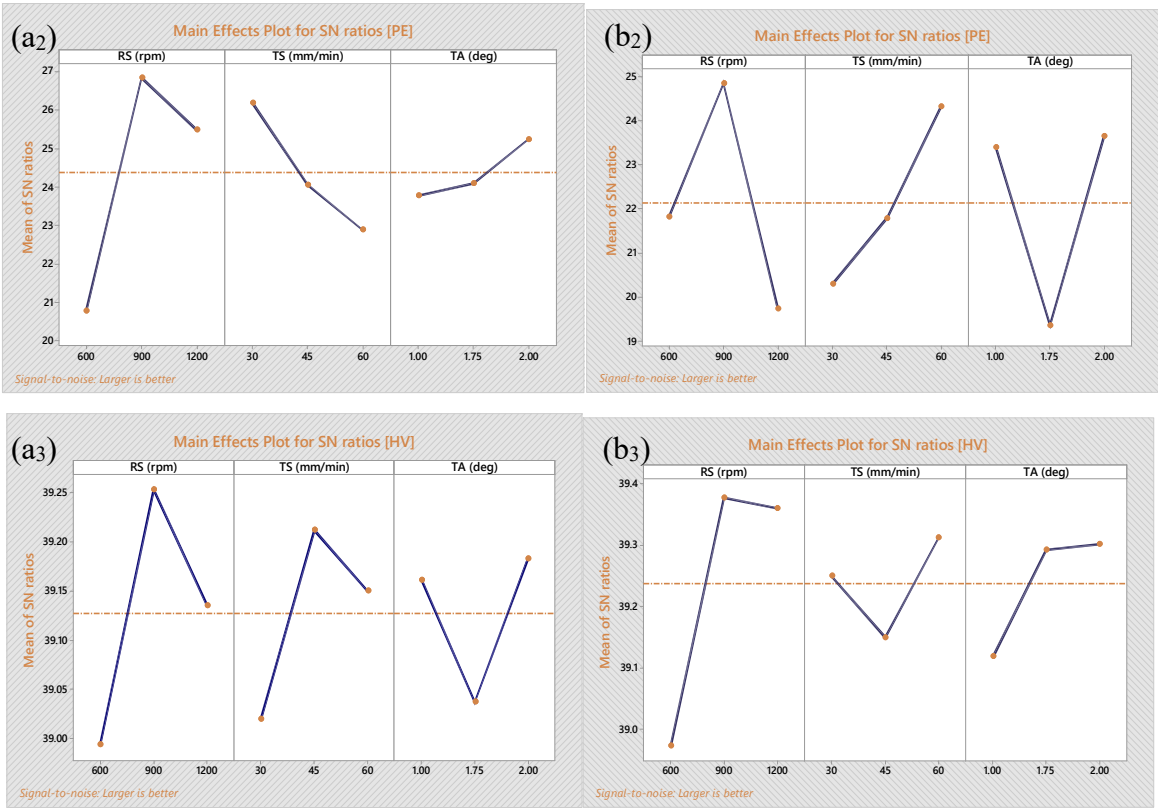 (a2)
Main Effects Plot for SN ratios [PE]
RS (rpm) TS (mm/min) TA (deg)
Mean of SN ratios
27
26
25
24
23
22
21
20
600 900 1200 30 45 60 1.00 1.75 2.00
Signal-to-noise: Larger is better
(b2)
Main Effects Plot for SN ratios [PE]
RS (rpm) TS (mm/min) TA (deg)
Mean of SN ratios
25
24
23
22
21
20
19
600 900 1200 30 45 60 1.00 1.75 2.00
Signal-to-noise: Larger is better
(a3)
Main Effects Plot for SN ratios [HV]
RS (rpm) TS (mm/min) TA (deg)
Mean of SN ratios
39.25
39.20
39.15
39.10
39.05
39.00
600 900 1200 30 45 60 1.00 1.75 2.00
Signal-to-noise: Larger is better
(b3)
Main Effects Plot for SN ratios [HV]
RS (rpm) TS (mm/min) TA (deg)
Mean of SN ratios
39.4
39.3
39.2
39.1
39.0
600 900 1200 30 45 60 1.00 1.75 2.00
Signal-to-noise: Larger is better